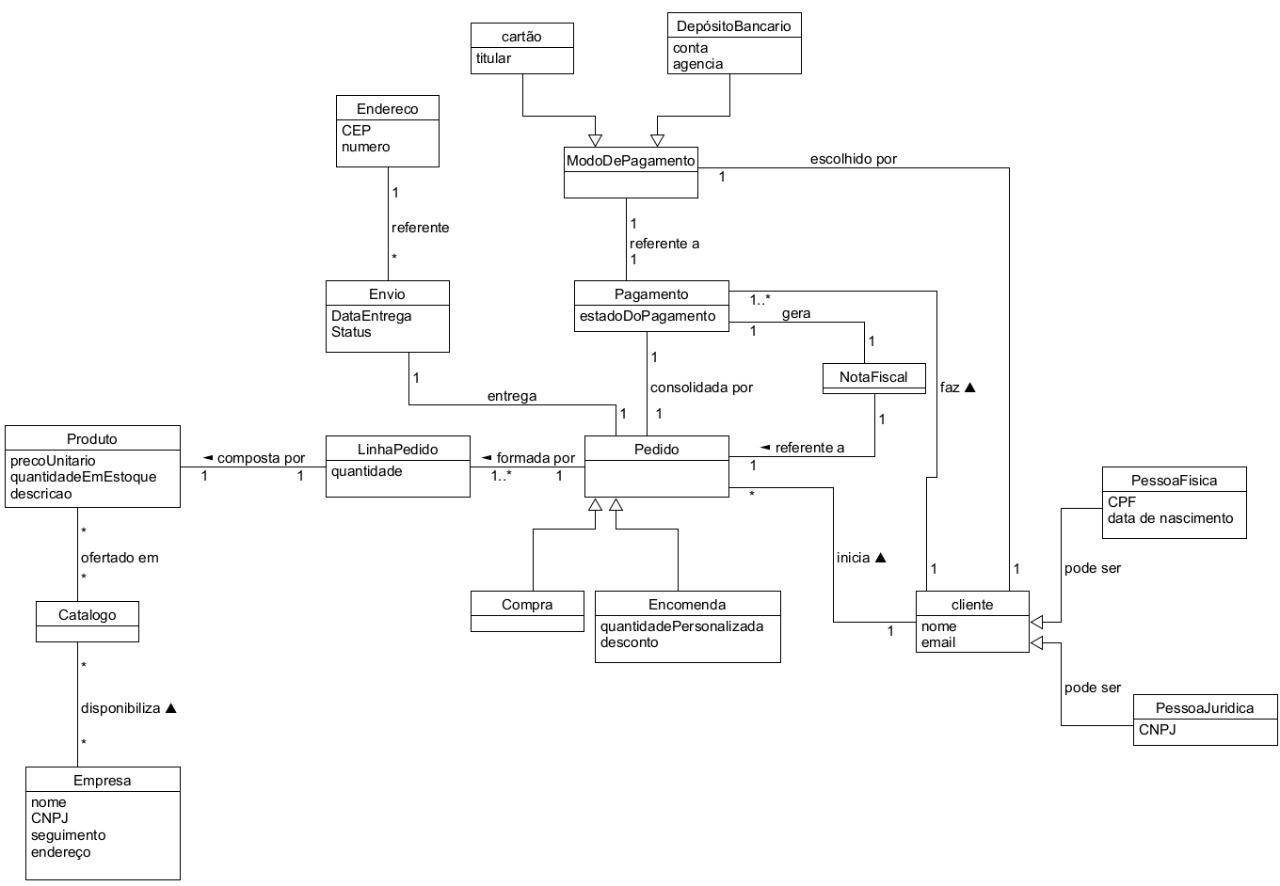 cartão
titular
DepósitoBancario
conta
agencia
Endereco
CEP
numero
ModoDePagamento
escolhido por
1
1
referente
*
1
referente a
1
Envio
DataEntrega
Status
Pagamento
estadoDoPagamento
1..*
gera
1
1
NotaFiscal
1
consolidada por
1
faz ▲
1
entrega
1
1
◄ referente a
1
Produto
precoUnitario
quantidadeEmEstoque
descricao
◄ composta por
1
1
LinhaPedido
quantidade
◄ formada por
1..*
1
Pedido
*
PessoaFisica
CPF
data de nascimento
*
ofertado em
*
inicia ▲
1
1
pode ser
Catalogo
Compra
Encomenda
quantidadePersonalizada
desconto
1
cliente
nome
email
*
disponibiliza ▲
*
pode ser
PessoaJuridica
CNPJ
Empresa
nome
CNPJ
seguimento
endereço